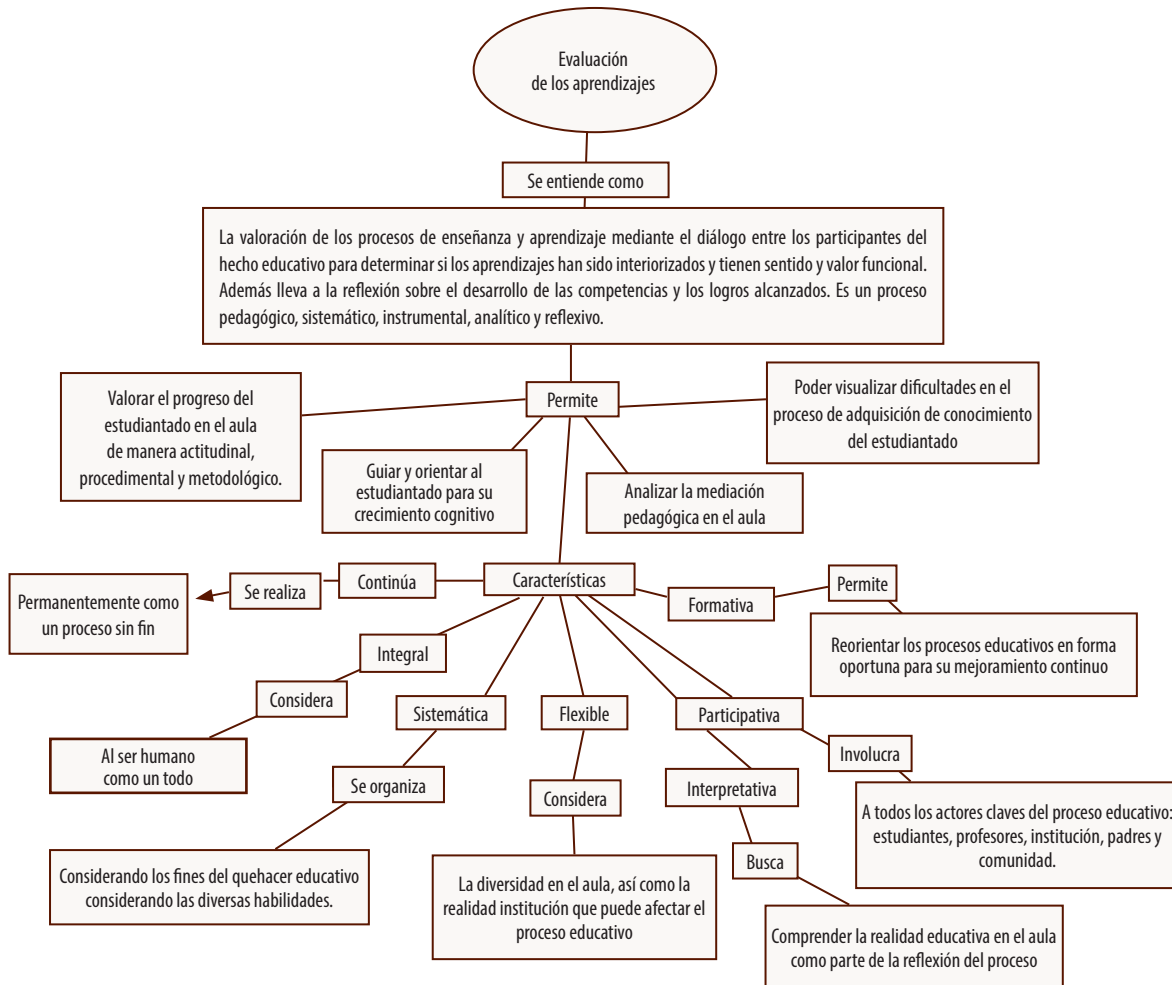 Evaluación
de los aprendizajes
Se entiende como
La valoración de los procesos de enseñanza y aprendizaje mediante el diálogo entre los participantes del
hecho educativo para determinar si los aprendizajes han sido interiorizados y tienen sentido y valor funcional.
Además lleva a la reflexión sobre el desarrollo de las competencias y los logros alcanzados. Es un proceso
pedagógico, sistemático, instrumental, analítico y reflexivo.
Permite
Valorar el progreso del
estudiantado en el aula
de manera actitudinal,
procedimental y metodológico.
Guiar y orientar al
estudiantado para su
crecimiento cognitivo
Analizar la mediación
pedagógica en el aula
Poder visualizar dificultades en el
proceso de adquisición de conocimiento
del estudiantado
Características
Continúa
Se realiza
Permanentemente como
un proceso sin fin
Integral
Considera
Al ser humano
como un todo
Sistemática
Se organiza
Considerando los fines del quehacer educativo
considerando las diversas habilidades.
Flexible
Considera
La diversidad en el aula, así como la
realidad institución que puede afectar el
proceso educativo
Interpretativa
Busca
Comprender la realidad educativa en el aula
como parte de la reflexión del proceso
Participativa
Involucra
A todos los actores claves del proceso educativo:
estudiantes, profesores, institución, padres y
comunidad.
Formativa
Permite
Reorientar los procesos educativos en forma
oportuna para su mejoramiento continuo